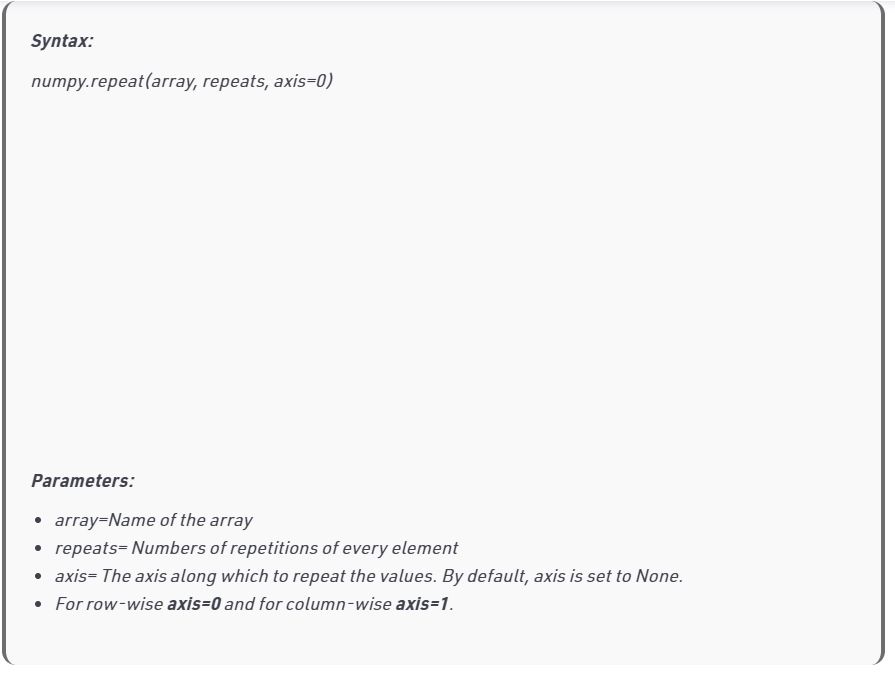 Syntax:
numpy.repeat(array, repeats, axis=0)
Parameters:
• array=Name of the array
• repeats= Numbers of repetitions of every element
• axis= The axis along which to repeat the values. By default, axis is set to None.
• For row-wise axis=0 and for column-wise axis=1.